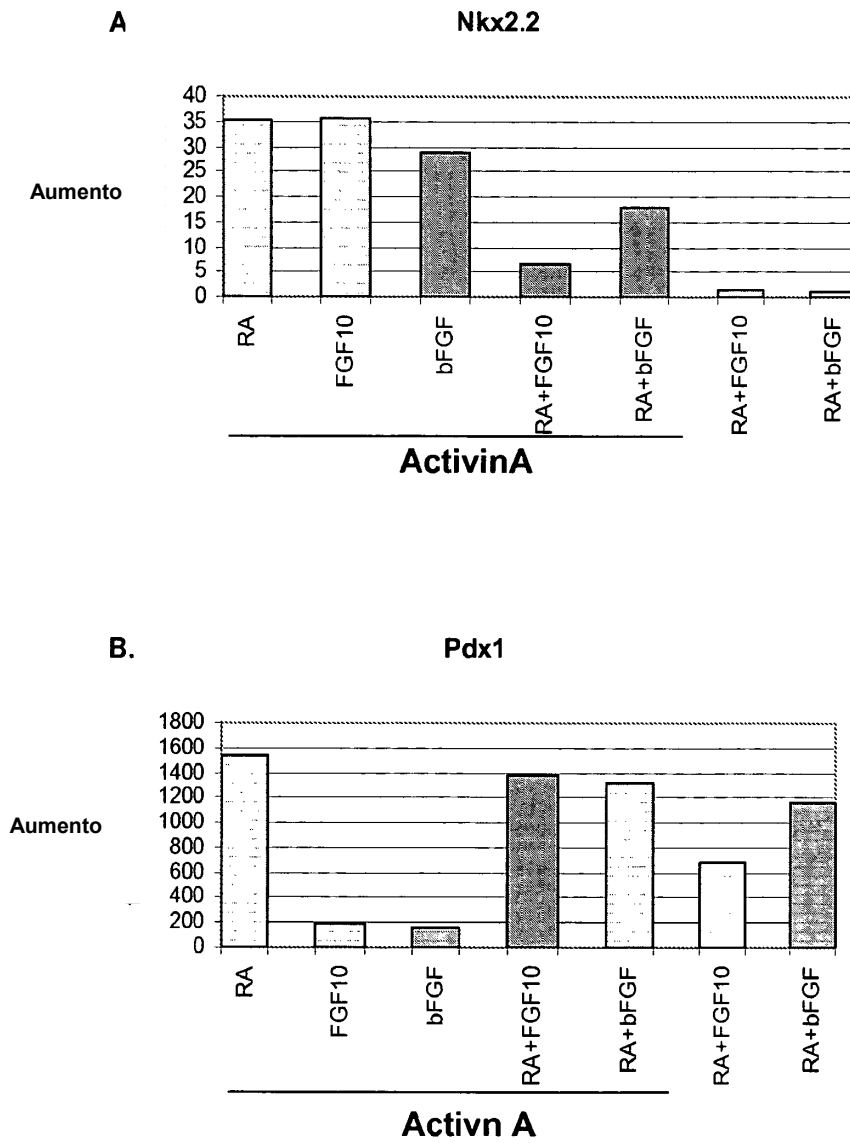 A
Nkx2.2
40
35
30
25
20
15
10
5
0
Aumento
RA
FGF10
bFGF
RA+FGF10
RA+bFGF
RA+FGF10
RA+bFGF
ActivinA
B.
Pdx1
1800
1600
1400
1200
1000
800
600
400
200
0
Aumento
RA
FGF10
bFGF
RA+FGF10
RA+bFGF
RA+FGF10
RA+bFGF
Activn A